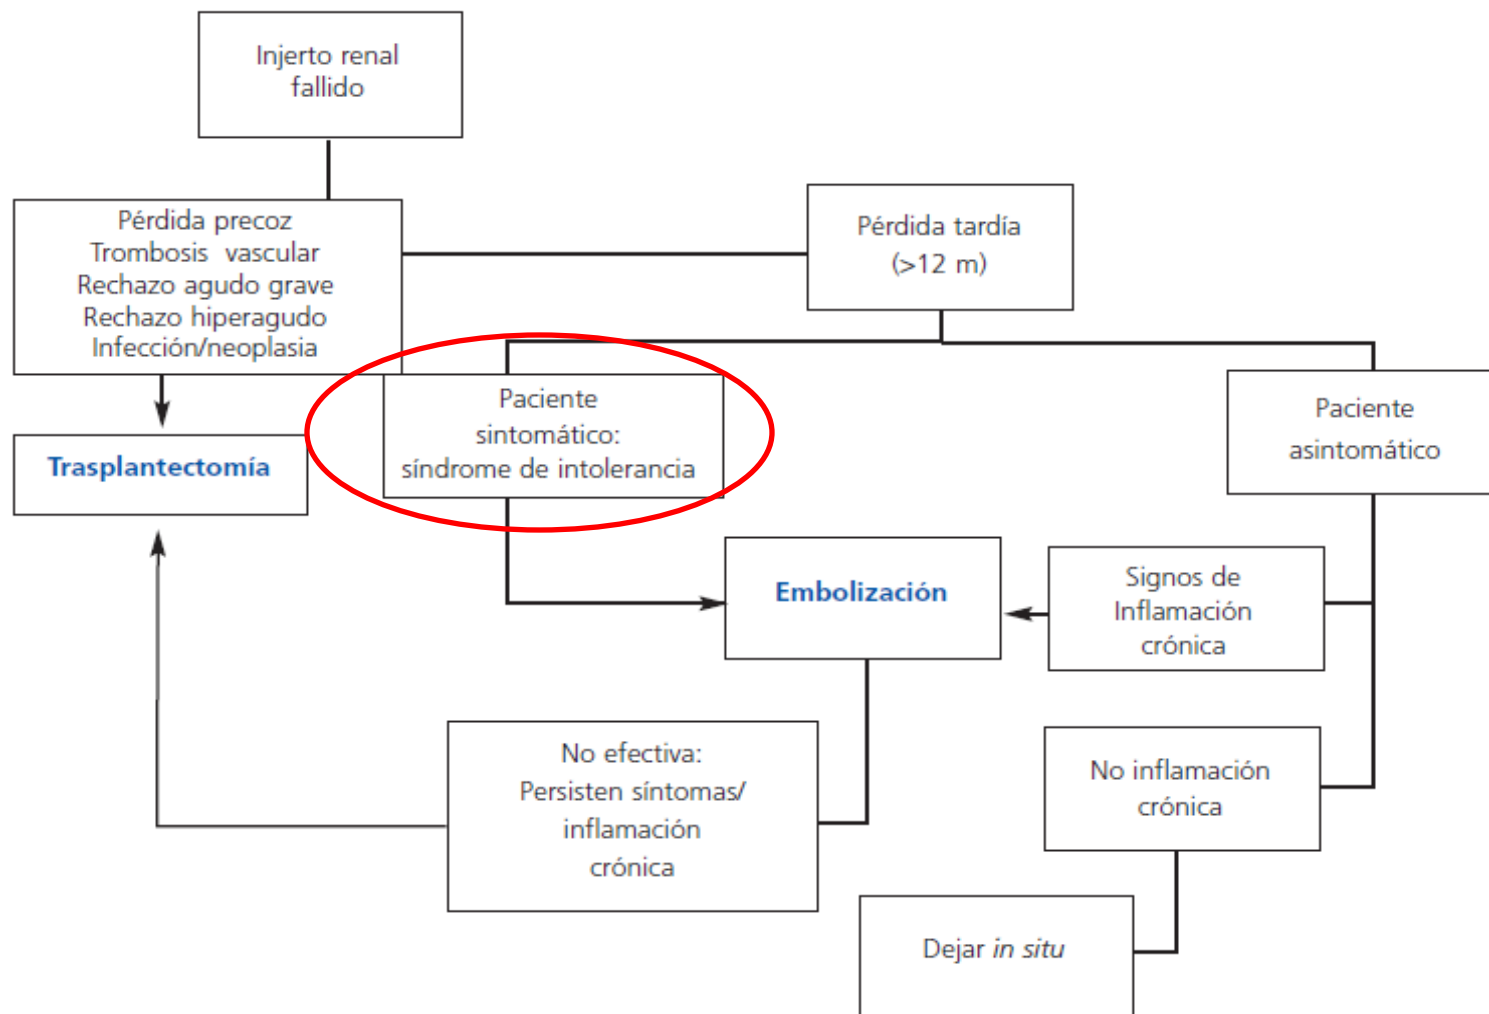 Injerto renal
fallido
Pérdida precoz
Trombosis vascular
Rechazo agudo grave
Rechazo hiperagudo
Infección/neoplasia
Pérdida tardía
(>12 m)
Trasplantectomía
Paciente
sintomático:
síndrome de intolerancia
Paciente
asintomático
Embolización
Signos de
Inflamación
crónica
No efectiva:
Persisten síntomas/
inflamación
crónica
No inflamación
crónica
Dejar in situ